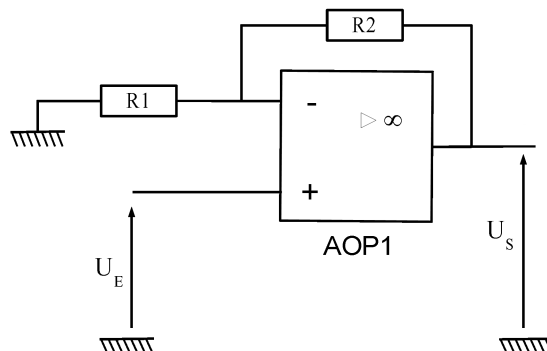 R2
R1
-
▷ ∞
+
AOP1
U_E
U_S